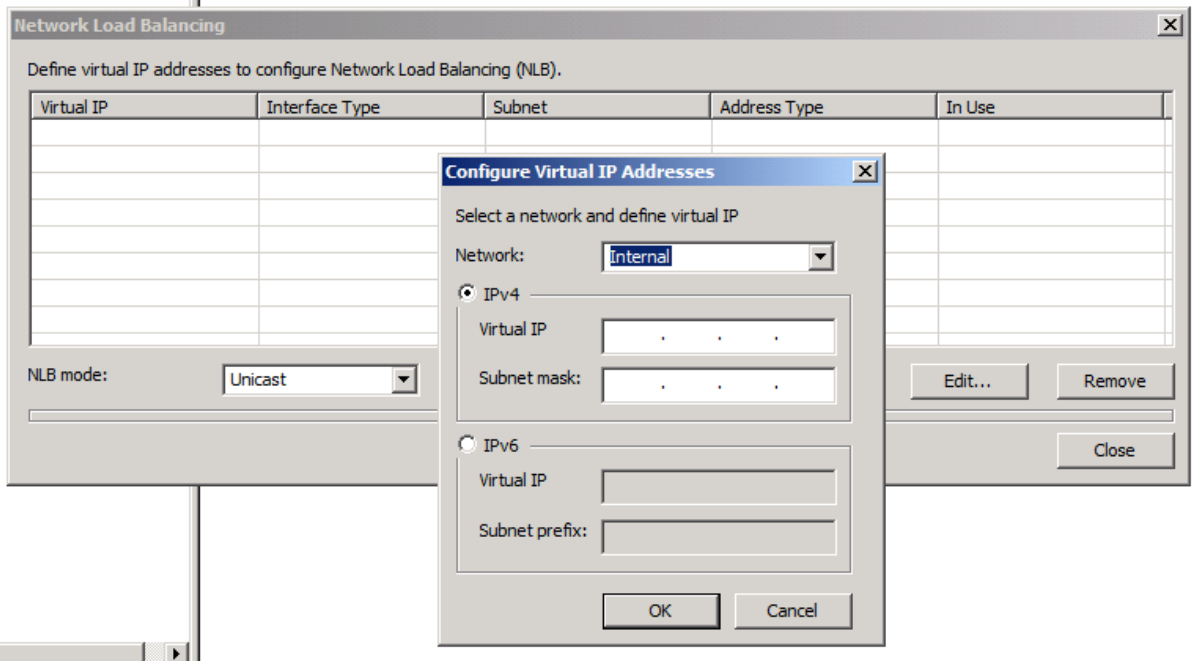 Network Load Balancing
Define virtual IP addresses to configure Network Load Balancing (NLB).
Virtual IP Interface Type Subnet Address Type In Use
Configure Virtual IP Addresses
Select a network and define virtual IP
Network: Internal
IPv4
Virtual IP . . .
Subnet mask: . . .
NLB mode: Unicast
Edit... Remove
IPv6
Virtual IP
Subnet prefix:
Close
OK Cancel